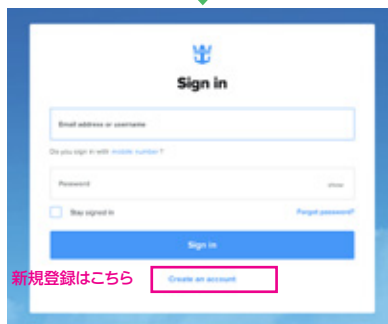 Sign in
Email address or username
Do you sign in with mobile number ?
Password
show
Stay signed in
Forgot password?
Sign in
新規登録はこちら
Create an account